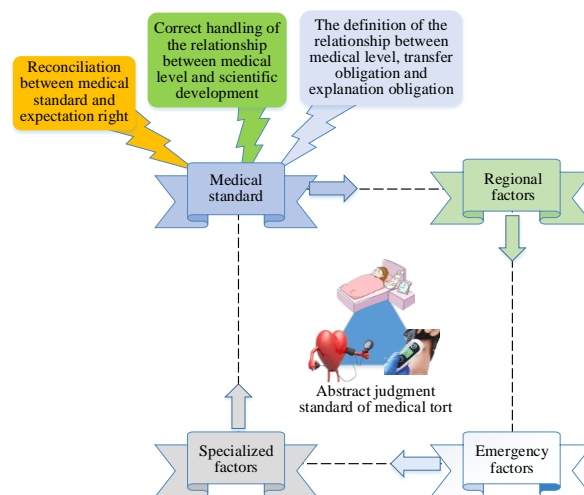 Reconciliation
between medical
standard and
expectation right
Correct handling of
the relationship
between medical
level and scientific
development
The definition of the
relationship between
medical level, transfer
obligation and
explanation obligation
Medical
standard
Regional
factors
Abstract judgment
standard of medical tort
Specialized
factors
Emergency
factors